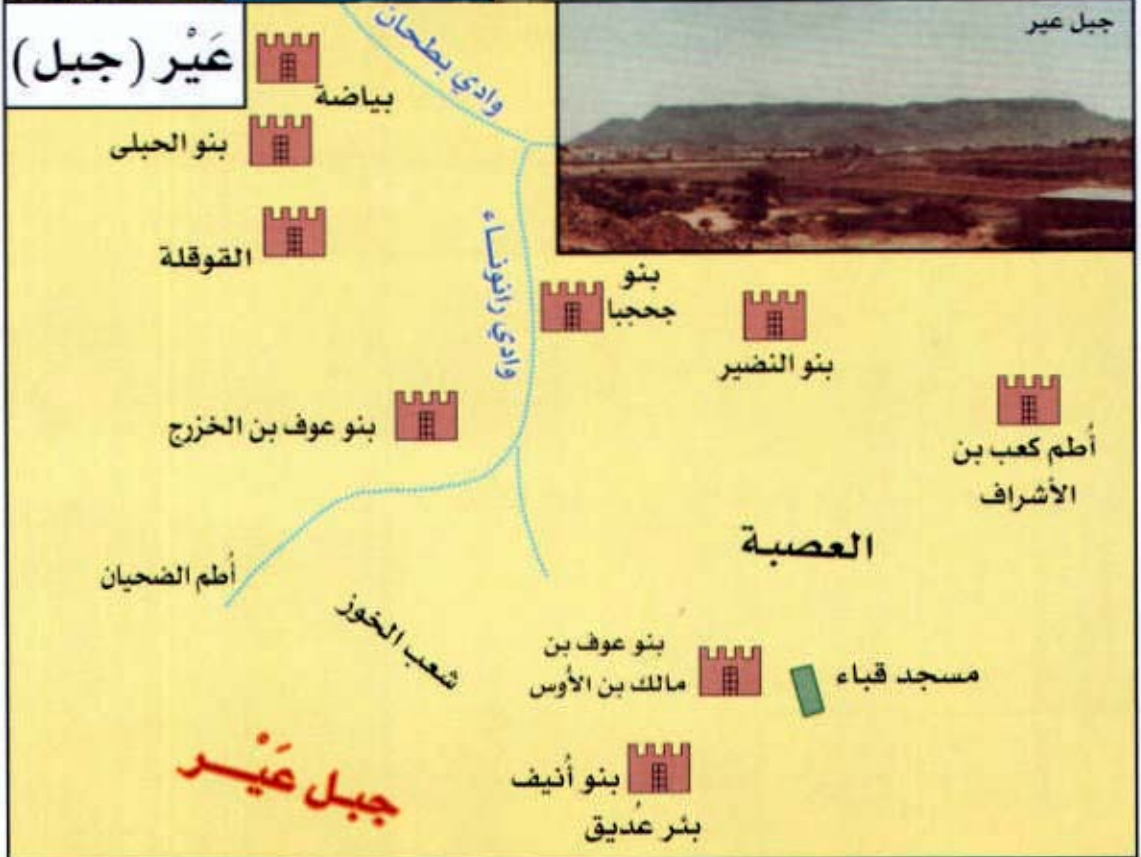 عَيْر (جبل)
جبل عير
وادي بطحان
بياضة
بنو الحبلى
القوقلة
وادي رانوناء
بنو
جحجبا
بنو النضير
أُطم كعب بن
الأشراف
بنو عوف بن الخزرج
العصبة
أُطم الضحيان
شعب الخوز
بنو عوف بن
مالك بن الأوس
مسجد قباء
جبل عَيْر
بنو أُنيف
بئر عُديق